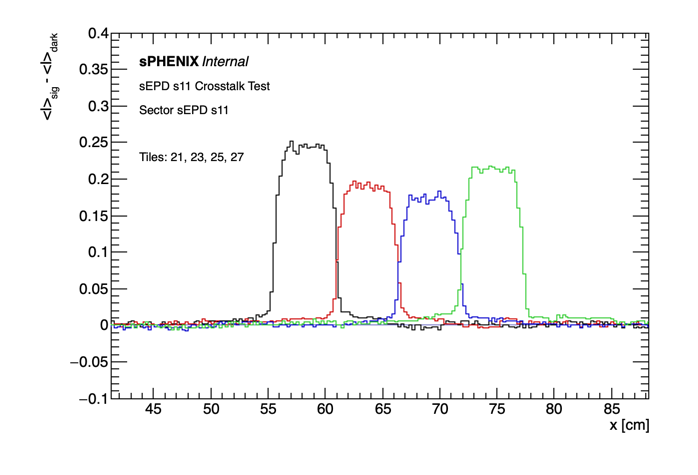 <I>sig - <I>dark
0.4
0.35
0.3
0.25
0.2
0.15
0.1
0.05
0
−0.05
−0.1
sPHENIX Internal
sEPD s11 Crosstalk Test
Sector sEPD s11
Tiles: 21, 23, 25, 27
45 50 55 60 65 70 75 80 85
x [cm]